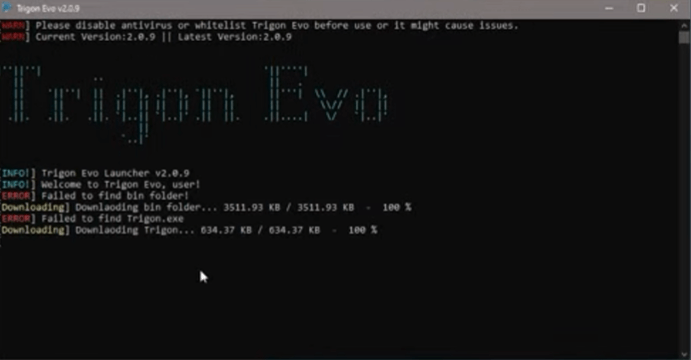 Trigon Evo v2.0.9
[WARN] Please disable antivirus or whitelist Trigon Evo before use or it might cause issues.
[WARN] Current Version:2.0.9 || Latest Version:2.0.9
Trigon Evo
[INFO!] Trigon Evo Launcher v2.0.9
[INFO!] Welcome to Trigon Evo, user!
[ERROR] Failed to find bin folder!
[Downloading] Downlaoding bin folder... 3511.93 KB / 3511.93 KB - 100 %
[ERROR] Failed to find Trigon.exe
[Downloading] Downlaoding Trigon... 634.37 KB / 634.37 KB - 100 %